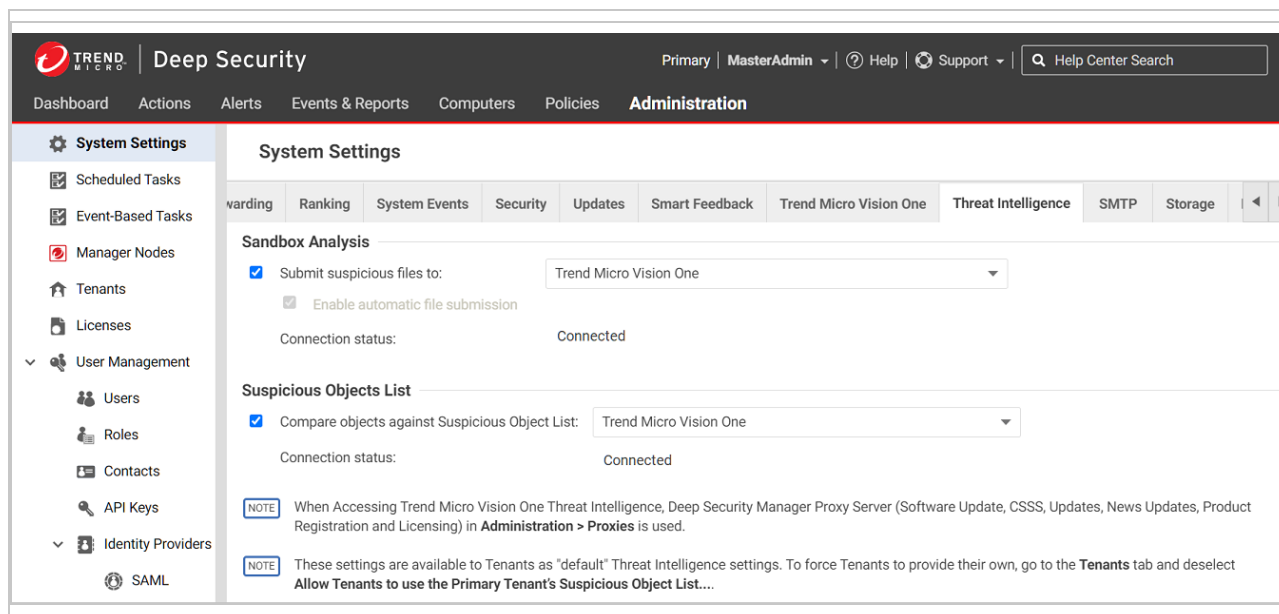 TREND MICRO Deep Security
Primary MasterAdmin Help Support Help Center Search
Dashboard Actions Alerts Events & Reports Computers Policies Administration
System Settings
Scheduled Tasks
Event-Based Tasks
Manager Nodes
Tenants
Licenses
User Management
Users
Roles
Contacts
API Keys
Identity Providers
SAML
System Settings
warding Ranking System Events Security Updates Smart Feedback Trend Micro Vision One Threat Intelligence SMTP Storage
Sandbox Analysis
Submit suspicious files to: Trend Micro Vision One
Enable automatic file submission
Connection status: Connected
Suspicious Objects List
Compare objects against Suspicious Object List: Trend Micro Vision One
Connection status: Connected
NOTE When Accessing Trend Micro Vision One Threat Intelligence, Deep Security Manager Proxy Server (Software Update, CSSS, Updates, News Updates, Product
Registration and Licensing) in Administration > Proxies is used.
NOTE These settings are available to Tenants as "default" Threat Intelligence settings. To force Tenants to provide their own, go to the Tenants tab and deselect
Allow Tenants to use the Primary Tenant's Suspicious Object List....